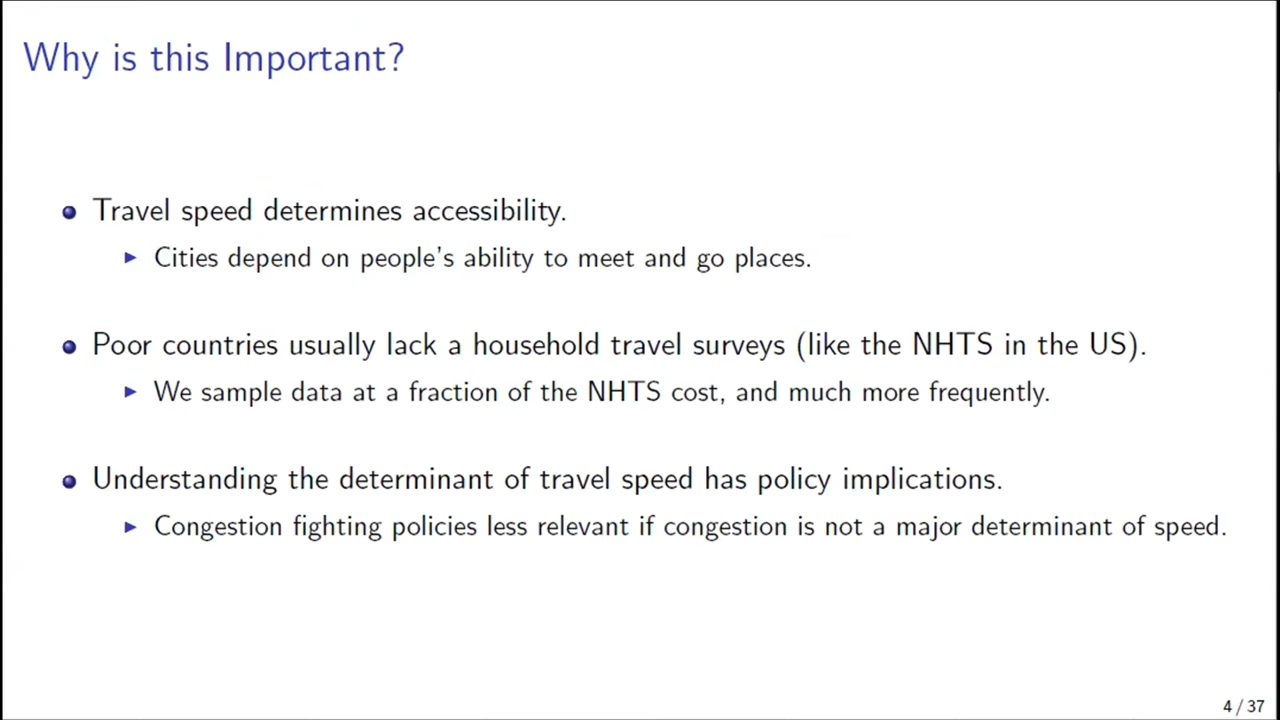 Why is this Important?
Travel speed determines accessibility.
Cities depend on people's ability to meet and go places.
Poor countries usually lack a household travel surveys (like the NHTS in the US).
We sample data at a fraction of the NHTS cost, and much more frequently.
Understanding the determinant of travel speed has policy implications.
Congestion fighting policies less relevant if congestion is not a major determinant of speed.
4 / 37